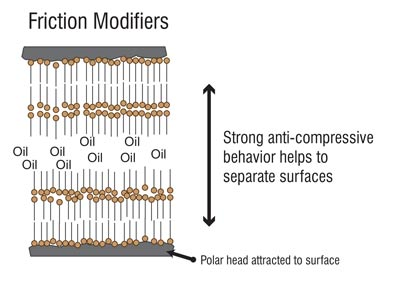 Friction Modifiers
Oil Oil
Oil Oil Oil Oil
Oil Oil
Strong anti-compressive
behavior helps to
separate surfaces
Polar head attracted to surface